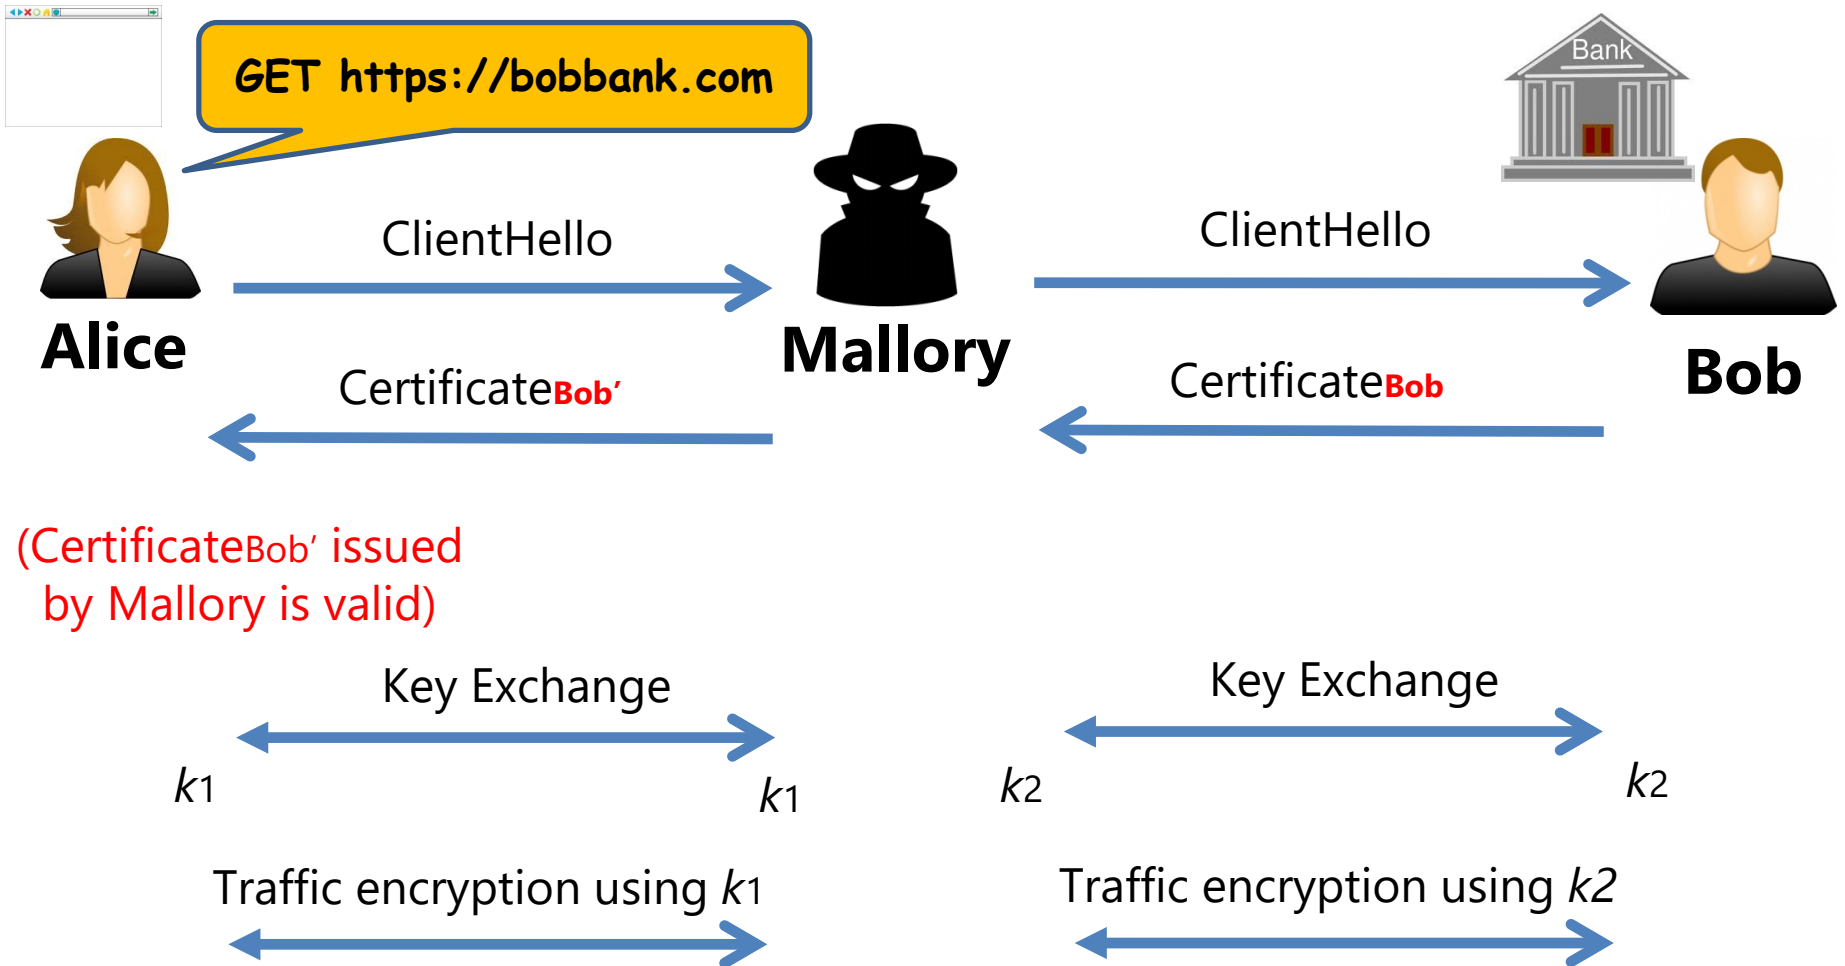 GET https://bobbank.com
Bank
ClientHello
ClientHello
Alice
Mallory
Bob
CertificateBob’
CertificateBob
(CertificateBob’ issued
by Mallory is valid)
Key Exchange
Key Exchange
k1
k1
k2
k2
Traffic encryption using k1
Traffic encryption using k2